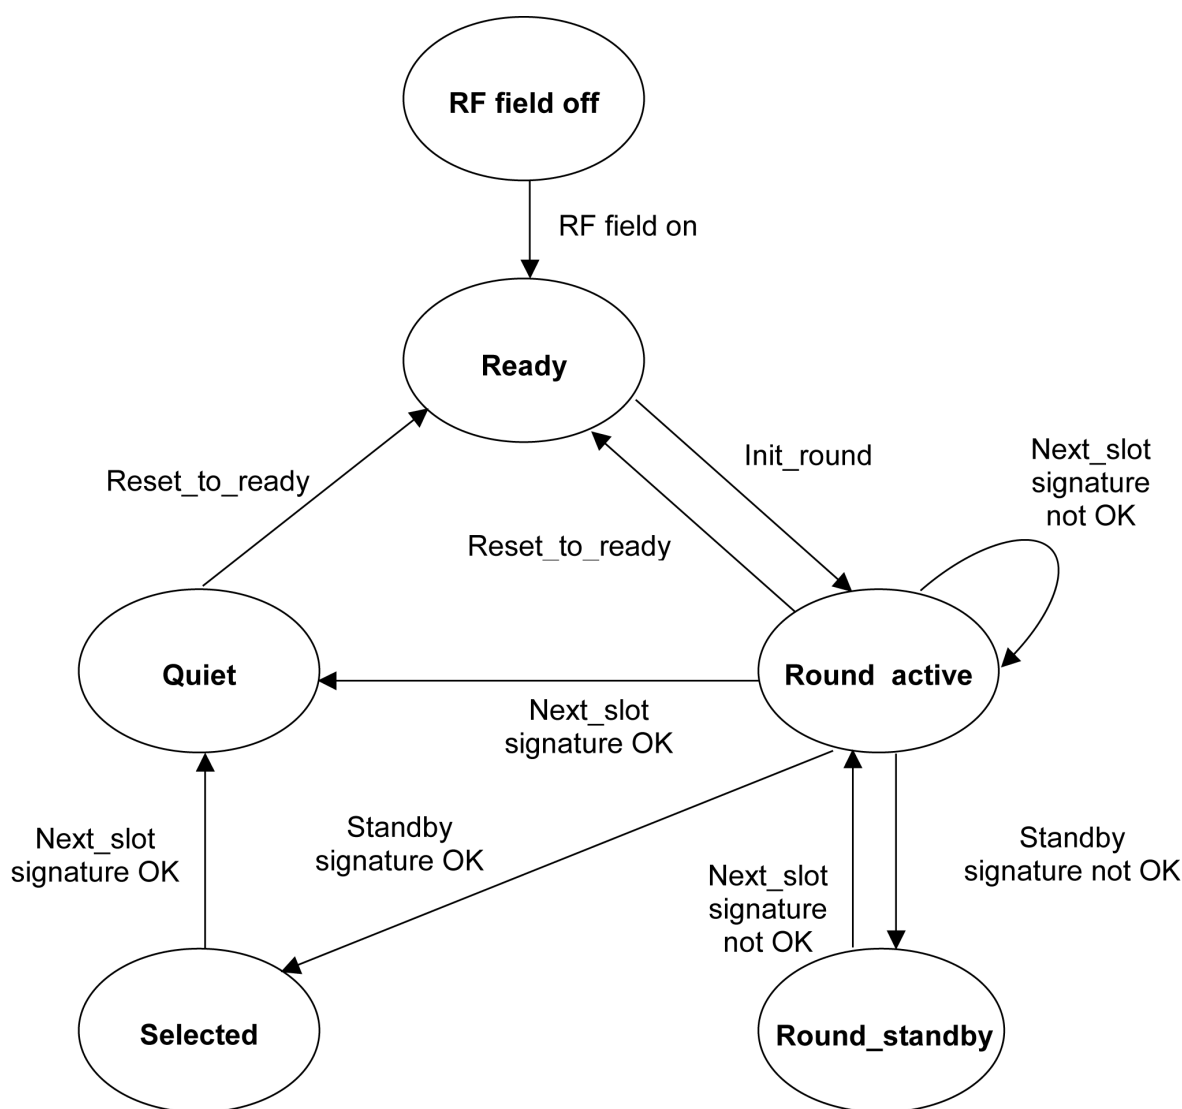 RF field off
RF field on
Ready
Init_round
Next_slot
signature
not OK
Reset_to_ready
Reset_to_ready
Quiet
Round active
Next_slot
signature OK
Next_slot
signature OK
Standby
signature OK
Next_slot
signature
not OK
Standby
signature not OK
Selected
Round_standby